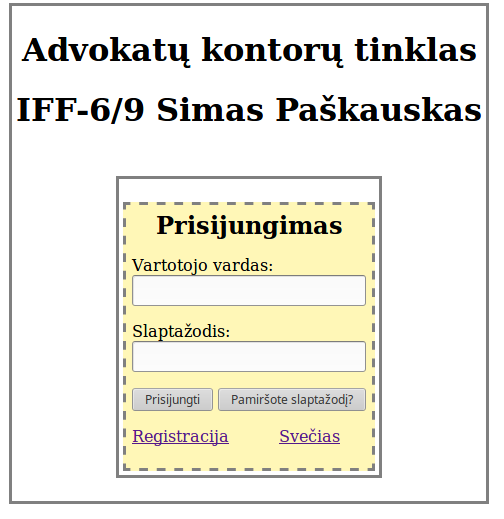 Advokatų kontorų tinklas
IFF-6/9 Simas Paškauskas
Prisijungimas
Vartotojo vardas:
Slaptažodis:
Prisijungti Pamiršote slaptažodį?
Registracija Svečias